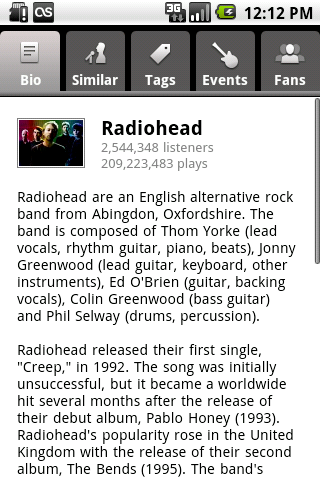 3G 12:12 PM
Bio Similar Tags Events Fans
Radiohead
2,544,348 listeners
209,223,483 plays
Radiohead are an English alternative rock
band from Abingdon, Oxfordshire. The
band is composed of Thom Yorke (lead
vocals, rhythm guitar, piano, beats), Jonny
Greenwood (lead guitar, keyboard, other
instruments), Ed O'Brien (guitar, backing
vocals), Colin Greenwood (bass guitar)
and Phil Selway (drums, percussion).
Radiohead released their first single,
"Creep," in 1992. The song was initially
unsuccessful, but it became a worldwide
hit several months after the release of
their debut album, Pablo Honey (1993).
Radiohead's popularity rose in the United
Kingdom with the release of their second
album, The Bends (1995). The band's